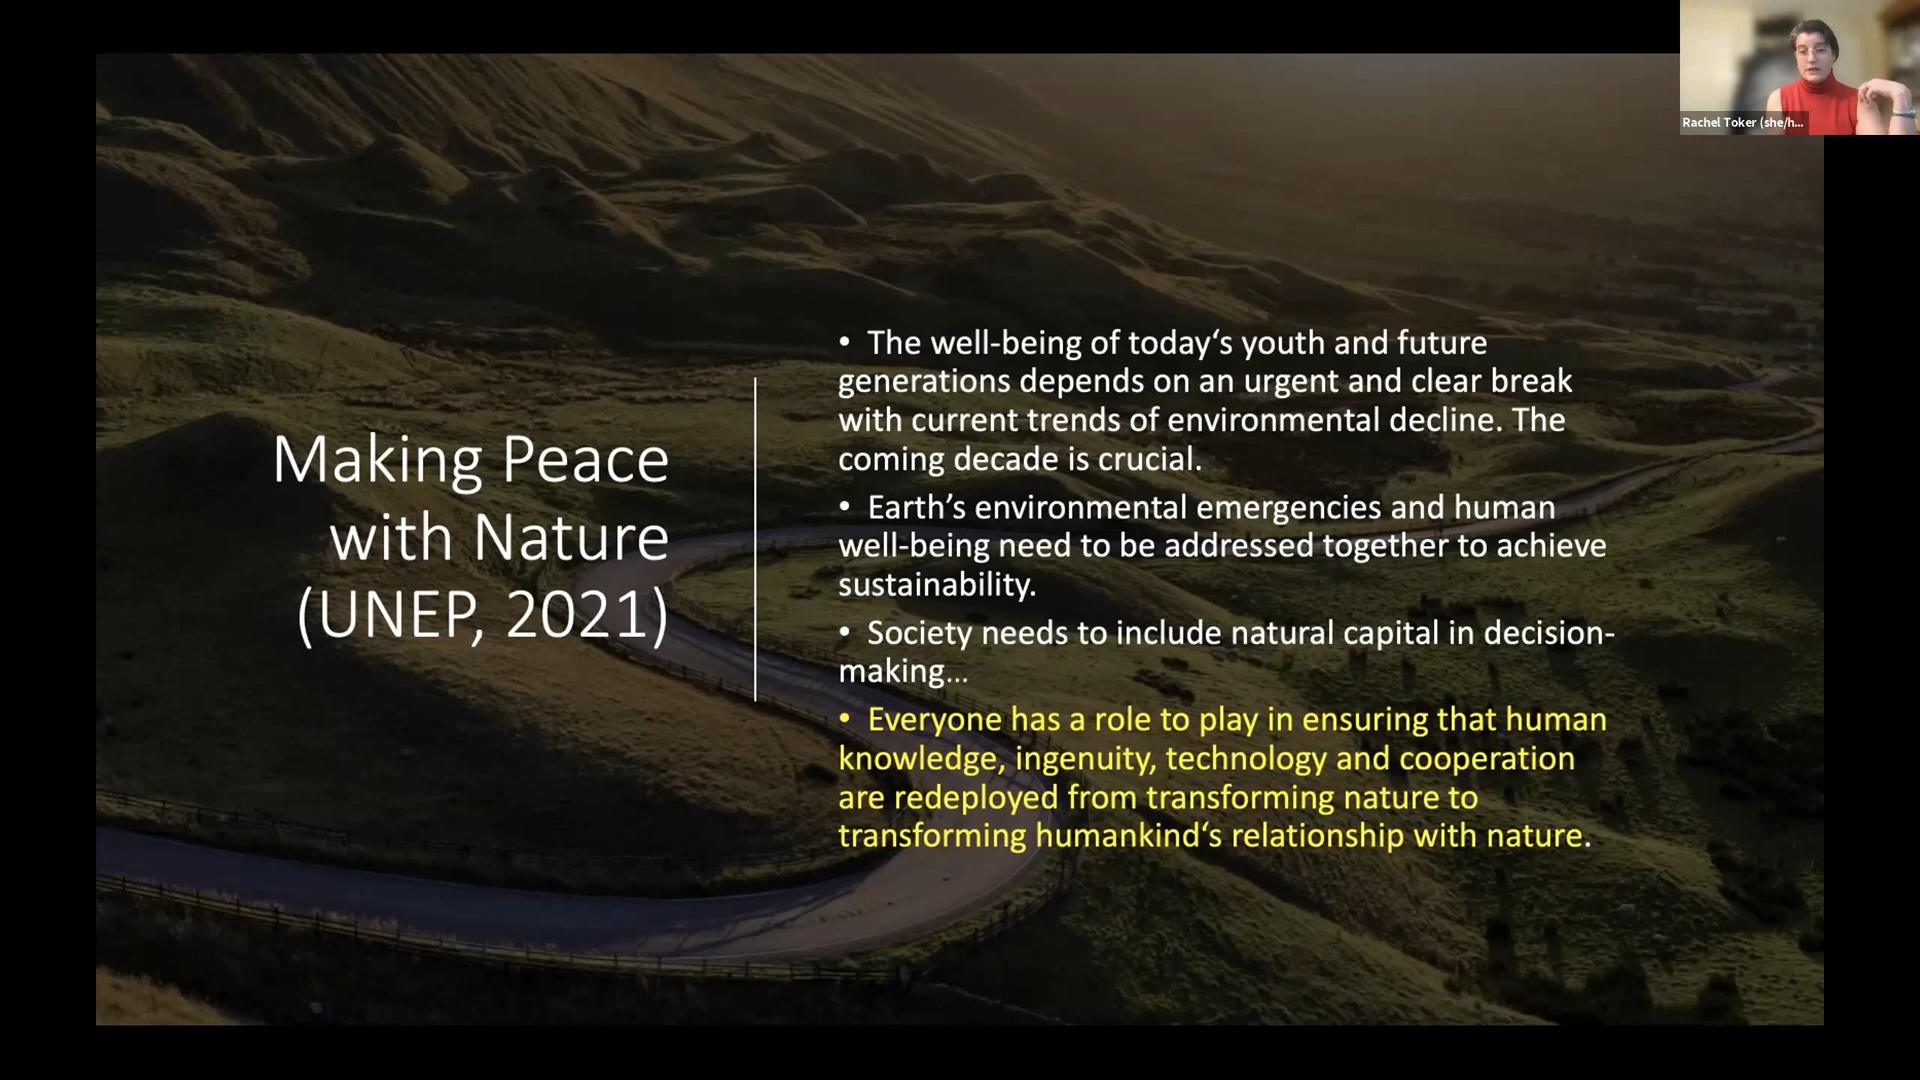 Rachel Toker (she/h...
Making Peace
with Nature
(UNEP, 2021)
• The well-being of today‘s youth and future
generations depends on an urgent and clear break
with current trends of environmental decline. The
coming decade is crucial.
• Earth’s environmental emergencies and human
well-being need to be addressed together to achieve
sustainability.
• Society needs to include natural capital in decision-
making…
• Everyone has a role to play in ensuring that human
knowledge, ingenuity, technology and cooperation
are redeployed from transforming nature to
transforming humankind‘s relationship with nature.